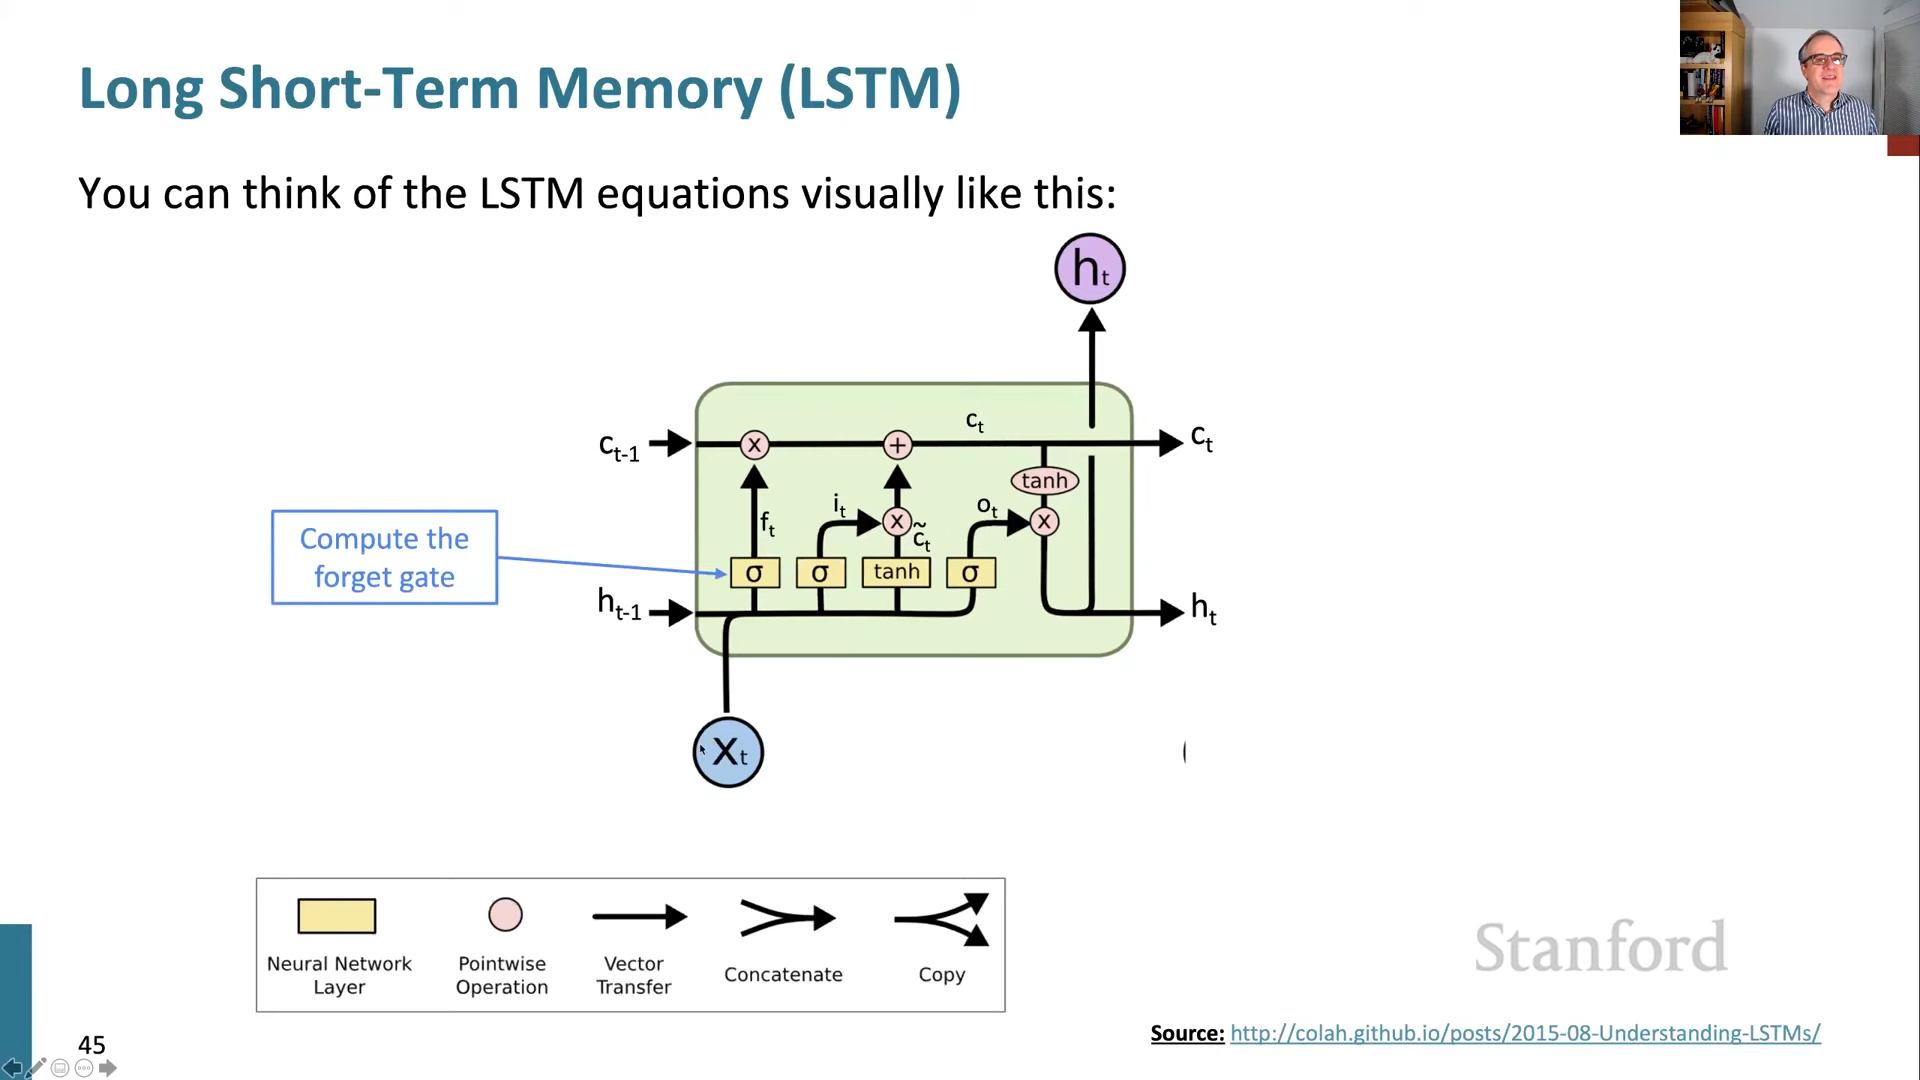 Long Short-Term Memory (LSTM)
You can think of the LSTM equations visually like this:
hₜ
cₜ
cₜ₋₁
x
+
cₜ
tanh
fₜ
iₜ
x
c̃ₜ
oₜ
x
Compute the
forget gate
σ
σ
tanh
σ
hₜ₋₁
hₜ
Xₜ
(
Neural Network
Layer
Pointwise
Operation
Vector
Transfer
Concatenate
Copy
Stanford
Source: http://colah.github.io/posts/2015-08-Understanding-LSTMs/
45